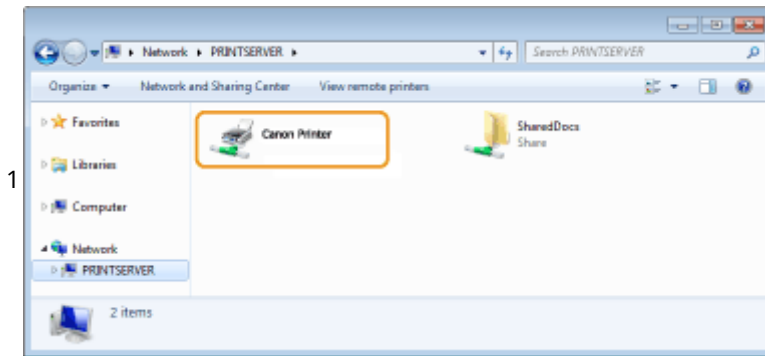 Network ▸ PRINTSERVER ▸ Search PRINTSERVER
Organize Network and Sharing Center View remote printers
Favorites
Canon Printer
SharedDocs
Share
Libraries
1
Computer
Network
PRINTSERVER
2 items